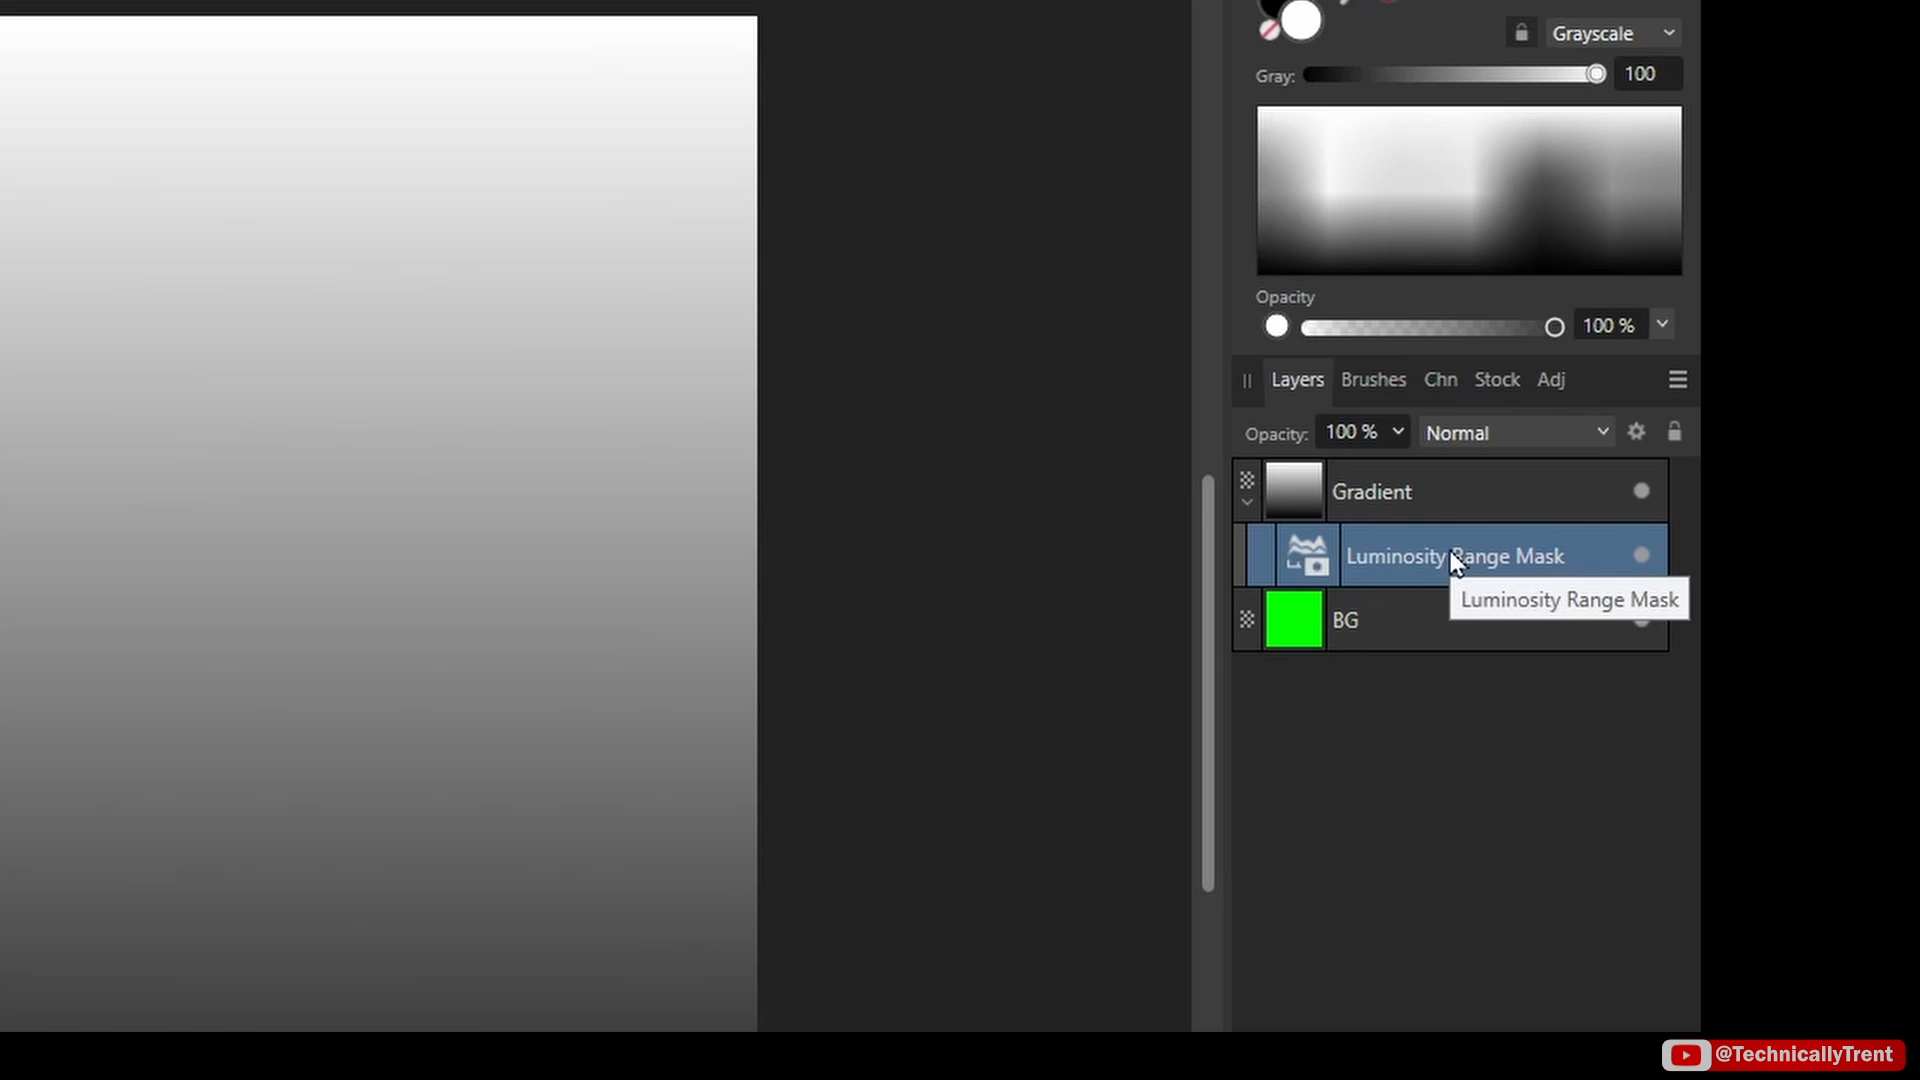 Grayscale
Gray: 100
Opacity
100 %
Layers Brushes Chn Stock Adj
Opacity: 100 % Normal
Gradient
Luminosity Range Mask
Luminosity Range Mask
BG
@TechnicallyTrent